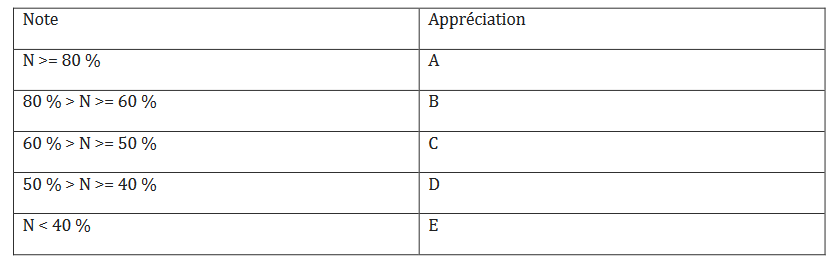 Note Appréciation
N >= 80 % A
80 % > N >= 60 % B
60 % > N >= 50 % C
50 % > N >= 40 % D
N < 40 % E